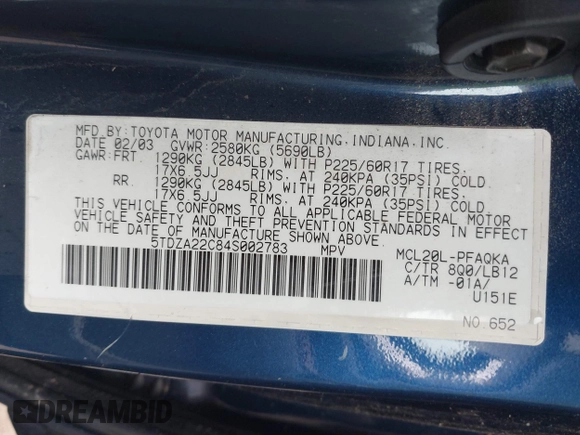 MFD.BY:TOYOTA MOTOR MANUFACTURING.INDIANA.INC.
DATE 02/03 GVWR:2580KG (5690LB)
GAWR:FRT 1290KG (2845LB) WITH P225/60R17 TIRES.
17X6.5JJ RIMS. AT 240KPA (35PSI) COLD
RR 1290KG (2845LB) WITH P225/60R17 TIRES.
17X6.5JJ RIMS. AT 240KPA (35PSI) COLD
THIS VEHICLE CONFORMS TO ALL APPLICABLE FEDERAL MOTOR
VEHICLE SAFETY AND THEFT PREVENTION STANDARDS IN EFFECT
ON THE DATE OF MANUFACTURE SHOWN ABOVE.
5TDZA22C84S002783 MPV MCL20L-PFAQKA
C/TR 8Q0/LB12
A/TM -01A/
U151E
NO.652
DREAMBID